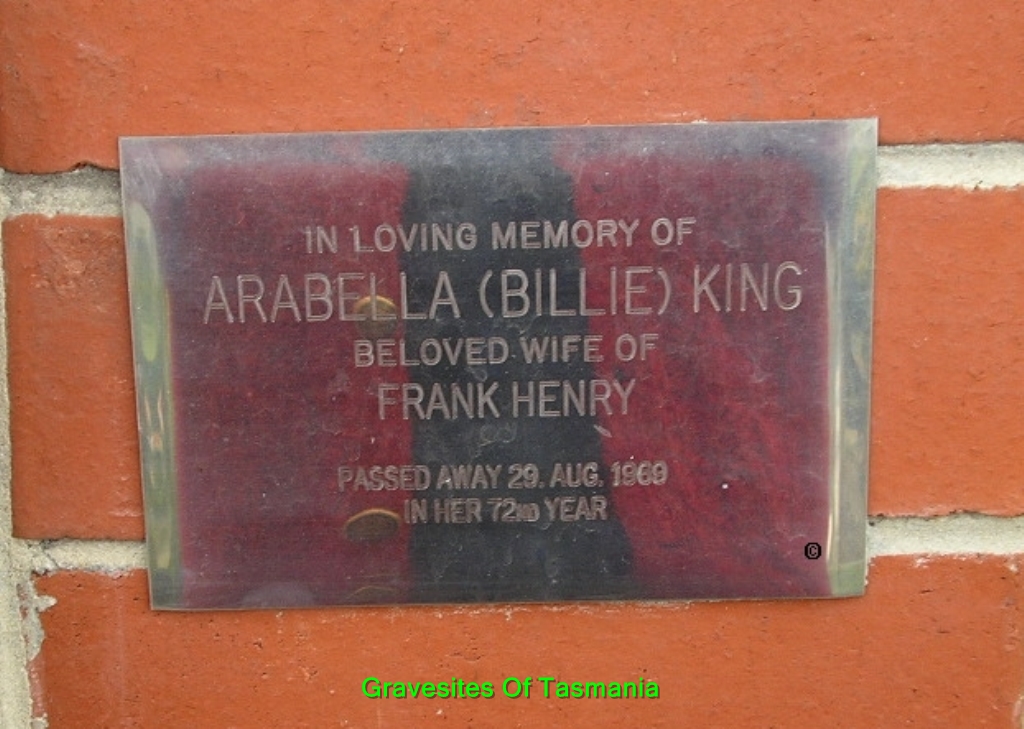 IN LOVING MEMORY OF
ARABELLA (BILLIE) KING
BELOVED WIFE OF
FRANK HENRY
PASSED AWAY 29. AUG. 1969
IN HER 72ND YEAR
©
Gravesites Of Tasmania